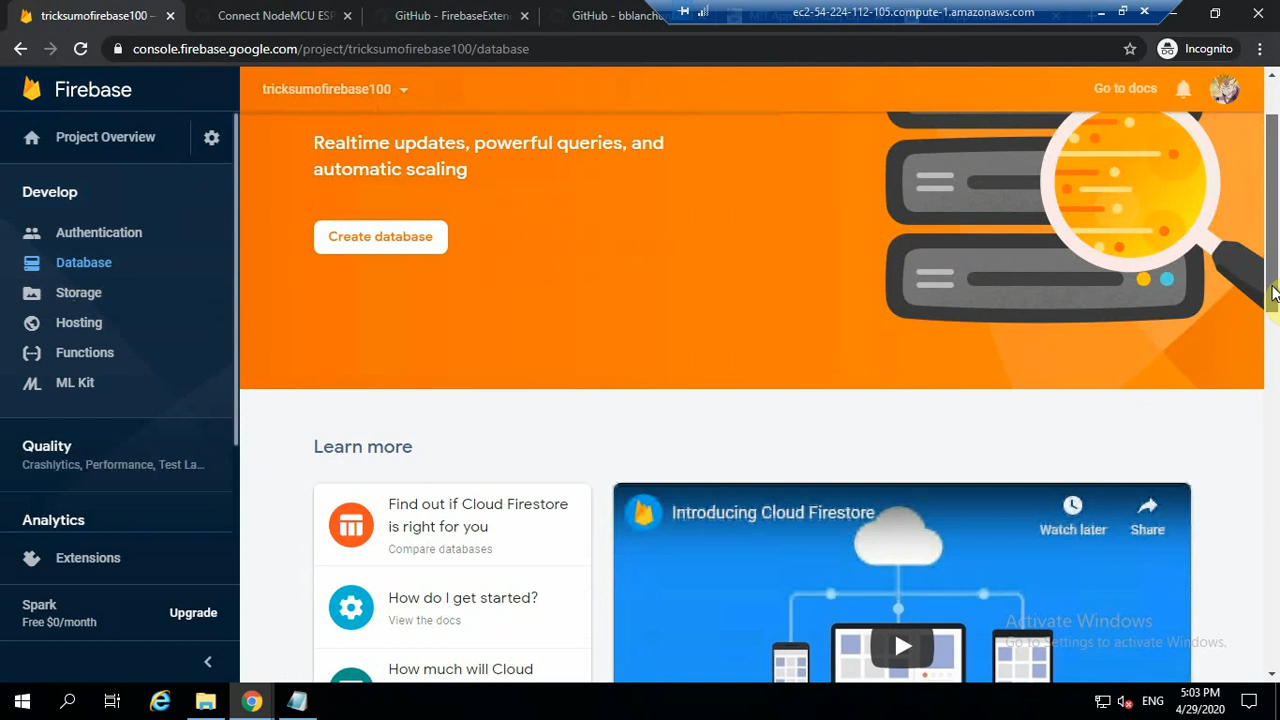 tricksumofirebase100 –
Connect NodeMCU ESP
GitHub - FirebaseExten
GitHub - bblanchon
ec2-54-224-112-105.compute-1.amazonaws.com
console.firebase.google.com/project/tricksumofirebase100/database
Incognito
Firebase
tricksumofirebase100
Go to docs
Project Overview
Develop
Authentication
Database
Storage
Hosting
Functions
ML Kit
Quality
Crashlytics, Performance, Test La...
Analytics
Extensions
Spark
Free $0/month
Upgrade
Realtime updates, powerful queries, and
automatic scaling
Create database
Learn more
Find out if Cloud Firestore
is right for you
Compare databases
How do I get started?
View the docs
How much will Cloud
Introducing Cloud Firestore
Watch later
Share
Activate Windows
Go to Settings to activate Windows.
ENG
5:03 PM
4/29/2020